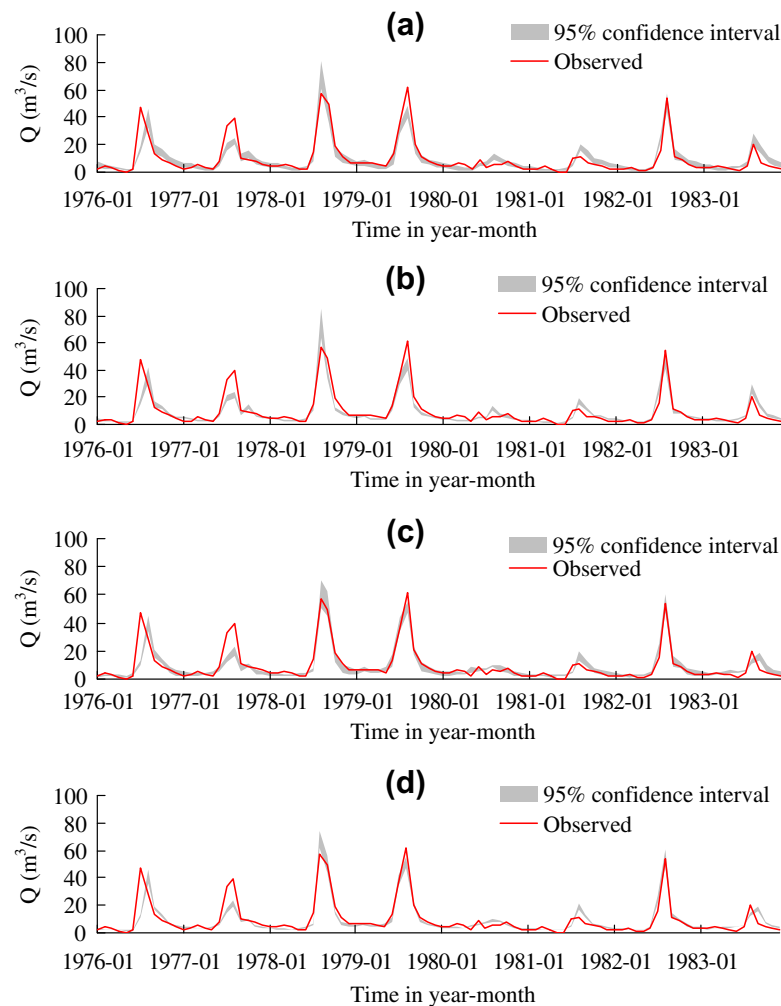 (a)
95% confidence interval
Observed
Q (m³/s)
100
80
60
40
20
0
1976-01 1977-01 1978-01 1979-01 1980-01 1981-01 1982-01 1983-01
Time in year-month
(b)
95% confidence interval
Observed
Q (m³/s)
100
80
60
40
20
0
1976-01 1977-01 1978-01 1979-01 1980-01 1981-01 1982-01 1983-01
Time in year-month
(c)
95% confidence interval
Observed
Q (m³/s)
100
80
60
40
20
0
1976-01 1977-01 1978-01 1979-01 1980-01 1981-01 1982-01 1983-01
Time in year-month
(d)
95% confidence interval
Observed
Q (m³/s)
100
80
60
40
20
0
1976-01 1977-01 1978-01 1979-01 1980-01 1981-01 1982-01 1983-01
Time in year-month